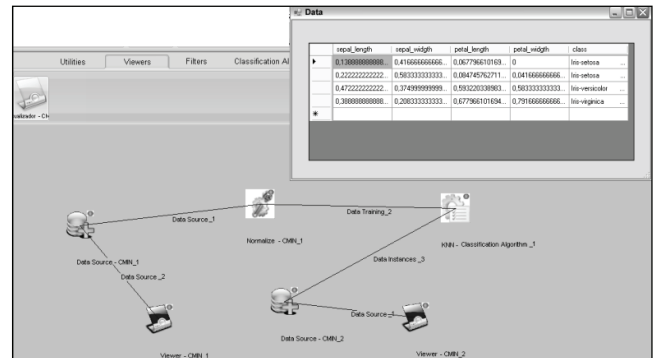 Data
Utilities Viewers Filters Classification Al
sepal_length sepal_widgth petal_length petal_widgth class
0,138888888888... 0,416666666666... 0,067796610169... 0 Iris-setosa ...
0,222222222222... 0,583333333333... 0,084745762711... 0,041666666666... Iris-setosa ...
0,472222222222... 0,374999999999... 0,593220338983... 0,583333333333... Iris-versicolor ...
0,388888888888... 0,208333333333... 0,677966101694... 0,791666666666... Iris-virginica ...
ualizador - CM
Data Source_1
Data Training_2
Normalize - CMIN_1
KNN - Classification Algorithm _1
Data Source - CMIN_1
Data Instances _3
Data Source _2
Data Source_1
Data Source - CMIN_2
Viewer - CMIN_1
Viewer - CMIN_2